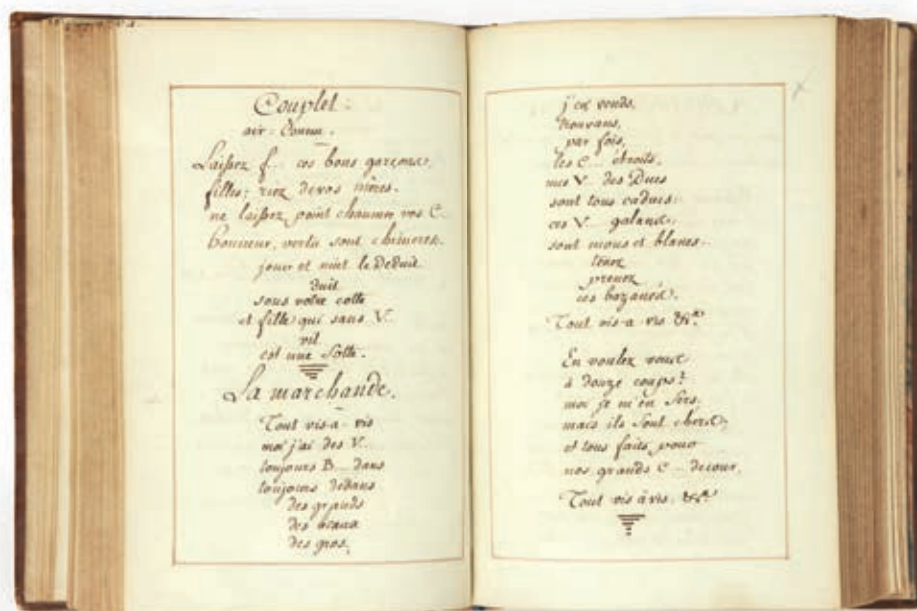 Couplet:
air: Connu.
Laissez f... ces bons garçons,
filles; riez de vos mères.
ne laissez point chaumer vos C...
honneur, vertu sont chimeres.
jour et nuit le Deduit
duit
sous votre cotte
et fille qui sans V...
vit
est une Sotte.
La marchande.
Tout vis-à-vis
moi j'ai des V...
toujours B... dans
toujours dedans
des grands
des beaux
des gros,
j'en vends,
trouvans,
par fois,
les C... étroits,
mes V... des Ducs
sont tous caducs;
ces V... galans,
sont mous et blancs.
tenez
prenez
ces bazanés.
Tout vis-a-vis &c.a
En voulez vous
à douze coups?
moi je m'en sers.
mais ils sont chers,
et tous faits, pour
nos grands C... de cour,
Tout vis à vis, &c.a